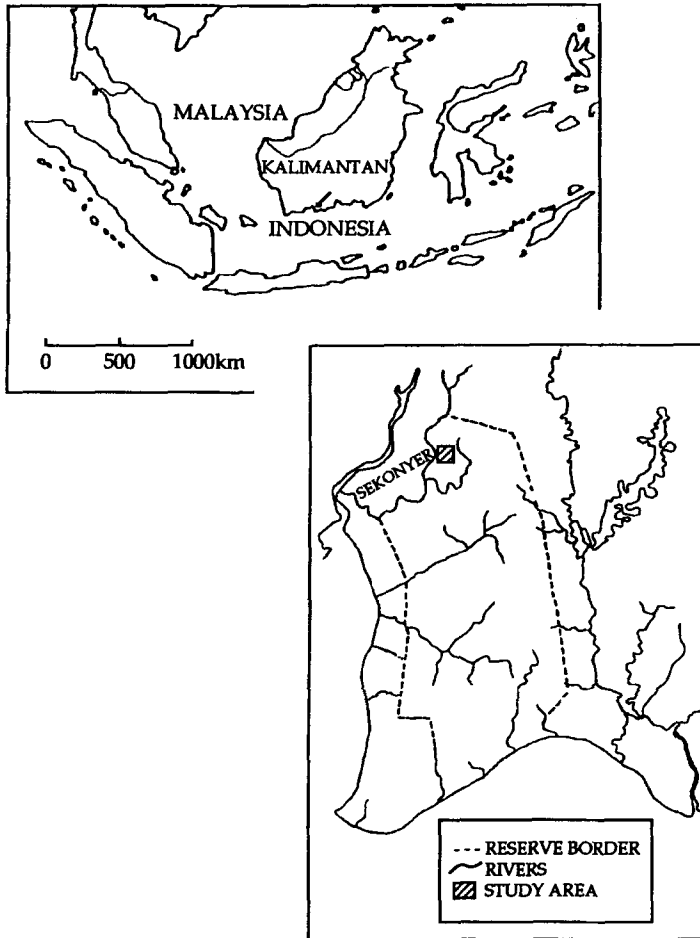 MALAYSIA
KALIMANTAN
INDONESIA
0 500 1000km
SEKONYER
RESERVE BORDER
RIVERS
STUDY AREA